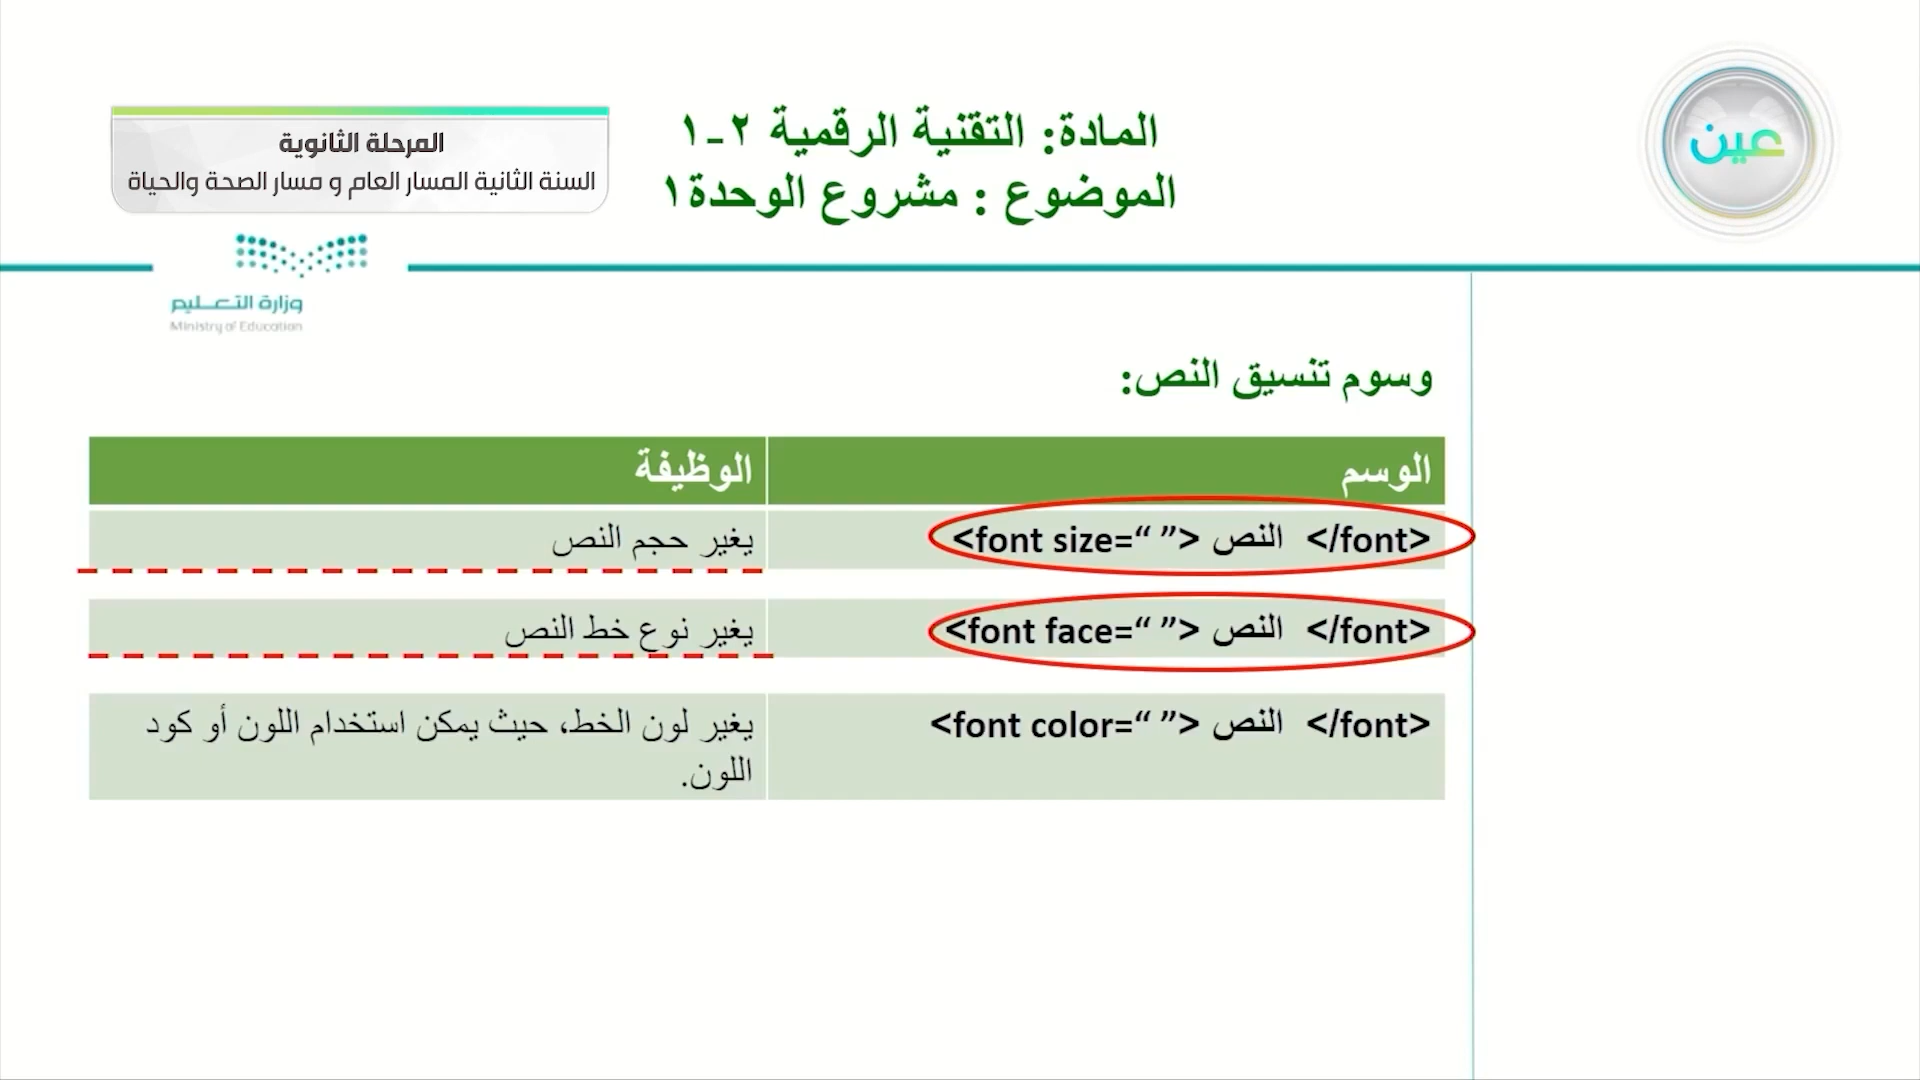 المرحلة الثانوية
السنة الثانية المسار العام و مسار الصحة والحياة
المادة: التقنية الرقمية ٢-١
الموضوع : مشروع الوحدة١
عين
وزارة التعليم
Ministry of Education
وسوم تنسيق النص:
الوسم
الوظيفة
<font size=“ ”> النص </font>
يغير حجم النص
<font face=“ ”> النص </font>
يغير نوع خط النص
<font color=“ ”> النص </font>
يغير لون الخط، حيث يمكن استخدام اللون أو كود
اللون.